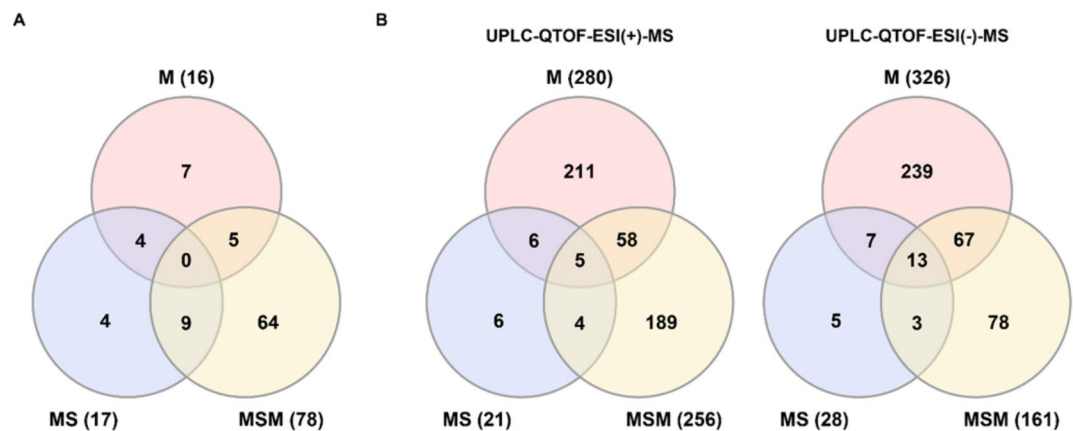 A
M (16)
7
4
5
0
4
9
64
MS (17)
MSM (78)
B
UPLC-QTOF-ESI(+)-MS
M (280)
211
6
58
5
6
4
189
MS (21)
MSM (256)
UPLC-QTOF-ESI(-)-MS
M (326)
239
7
67
13
5
3
78
MS (28)
MSM (161)